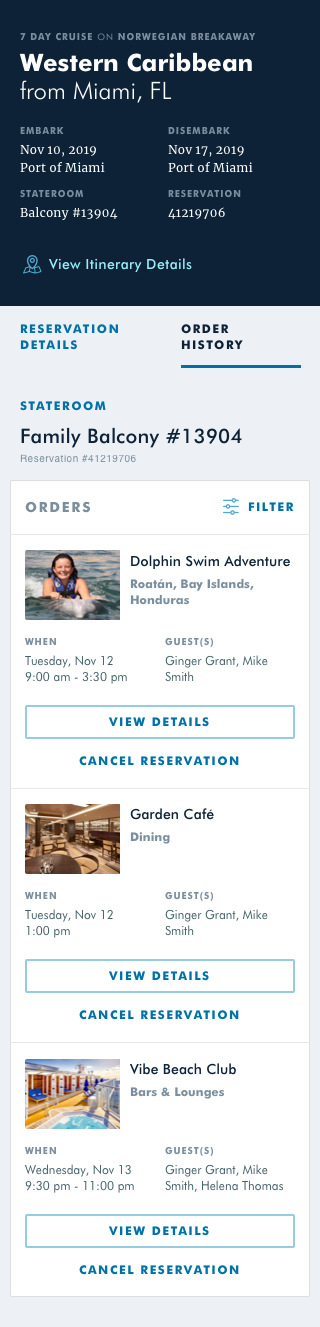 7 DAY CRUISE ON NORWEGIAN BREAKAWAY
Western Caribbean
from Miami, FL
EMBARK
Nov 10, 2019
Port of Miami
DISEMBARK
Nov 17, 2019
Port of Miami
STATEROOM
Balcony #13904
RESERVATION
41219706
View Itinerary Details
RESERVATION
DETAILS
ORDER
HISTORY
STATEROOM
Family Balcony #13904
Reservation #41219706
ORDERS
FILTER
Dolphin Swim Adventure
Roatán, Bay Islands,
Honduras
WHEN
Tuesday, Nov 12
9:00 am - 3:30 pm
GUEST(S)
Ginger Grant, Mike
Smith
VIEW DETAILS
CANCEL RESERVATION
Garden Café
Dining
WHEN
Tuesday, Nov 12
1:00 pm
GUEST(S)
Ginger Grant, Mike
Smith
VIEW DETAILS
CANCEL RESERVATION
Vibe Beach Club
Bars & Lounges
WHEN
Wednesday, Nov 13
9:30 pm - 11:00 pm
GUEST(S)
Ginger Grant, Mike
Smith, Helena Thomas
VIEW DETAILS
CANCEL RESERVATION